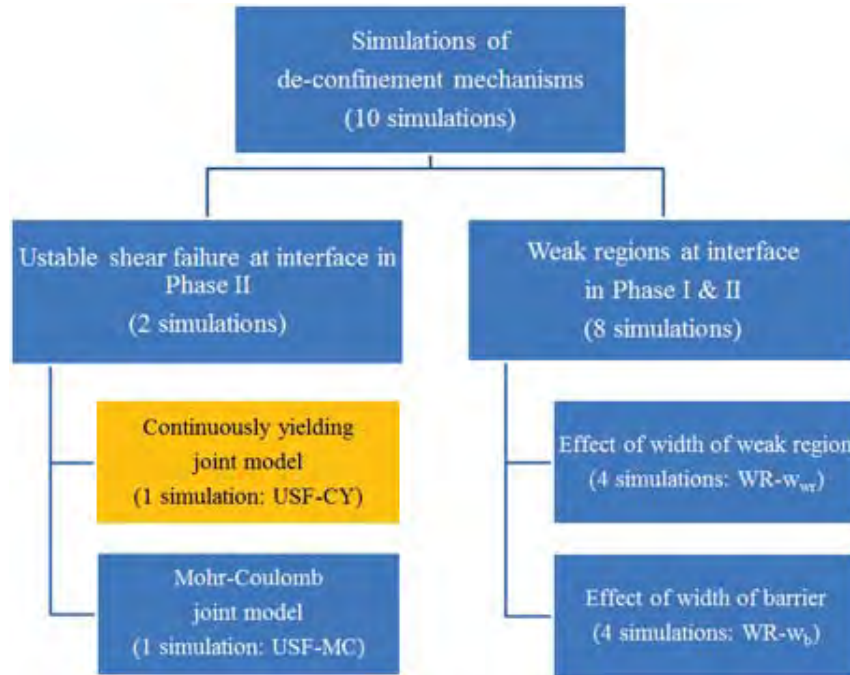 Simulations of
de-confinement mechanisms
(10 simulations)
Ustable shear failure at interface in
Phase II
(2 simulations)
Weak regions at interface
in Phase I & II
(8 simulations)
Continuously yielding
joint model
(1 simulation: USF-CY)
Effect of width of weak region
(4 simulations: WR-wwr)
Mohr-Coulomb
joint model
(1 simulation: USF-MC)
Effect of width of barrier
(4 simulations: WR-wb)